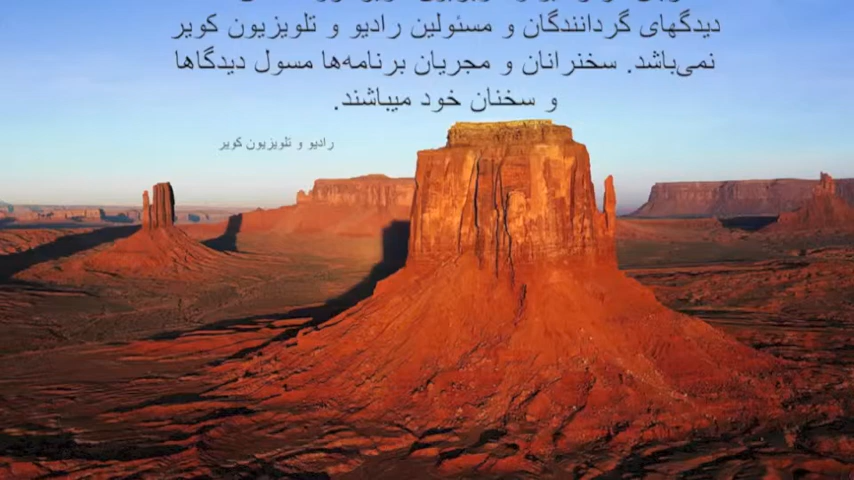 دیدگهای گردانندگان و مسئولین رادیو و تلویزیون کویر
نمی‌باشد. سخنرانان و مجریان برنامه‌ها مسول دیدگاها
و سخنان خود میباشند.
رادیو و تلویزیون کویر